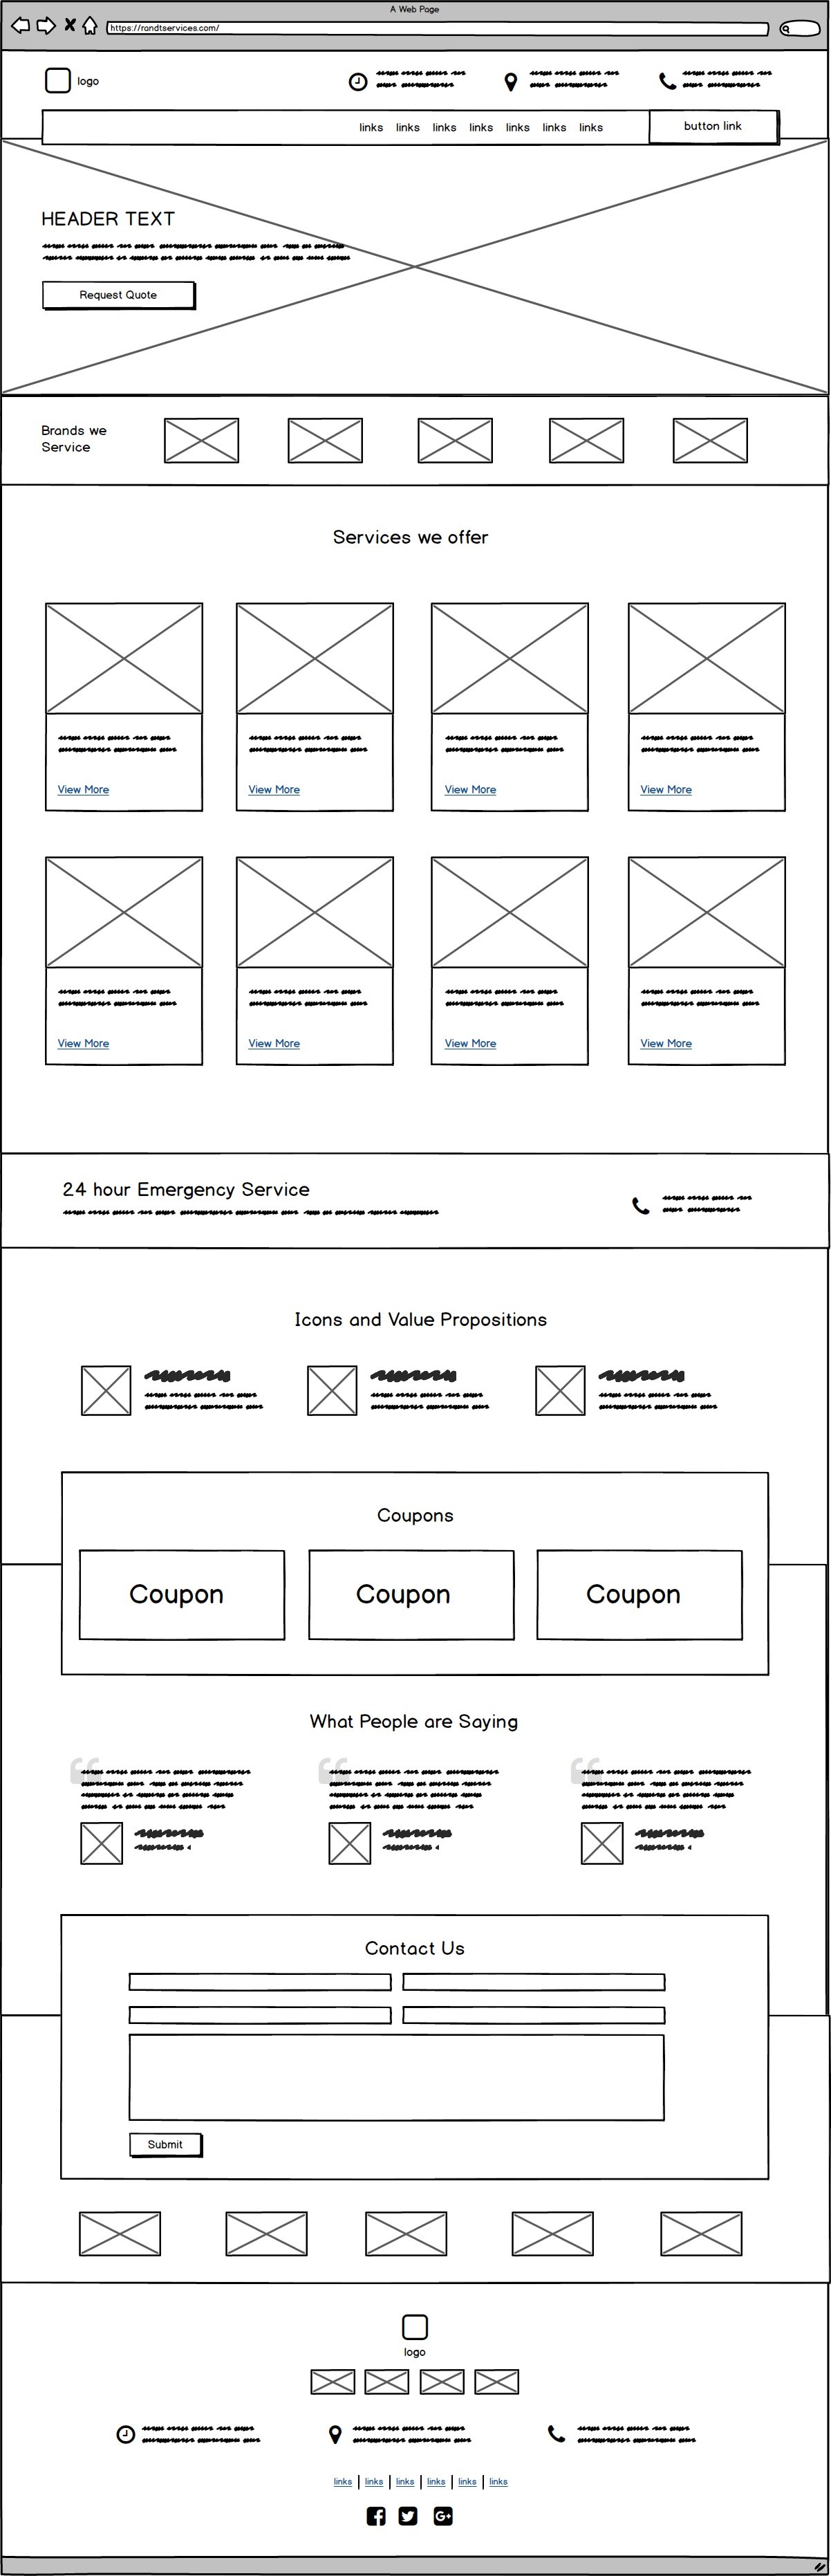 A Web Page
https://randtservices.com/
logo
links links links links links links links button link
HEADER TEXT
Request Quote
Brands we
Service
Services we offer
View More View More View More View More
View More View More View More View More
24 hour Emergency Service
Icons and Value Propositions
Coupons
Coupon Coupon Coupon
What People are Saying
Contact Us
Submit
logo
links links links links links links